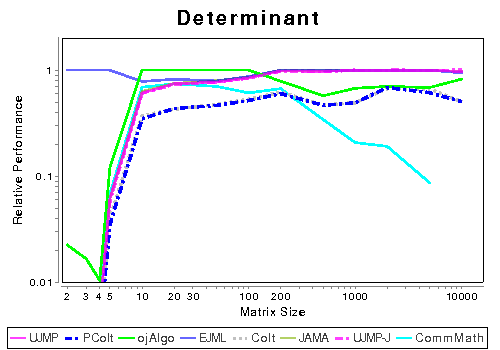 Determinant
Relative Performance
1
0.1
0.01
2 3 4 5 10 20 30 100 200 1000 10000
Matrix Size
UJMP PColt ojAlgo EJML Colt JAMA UJMP-J CommMath